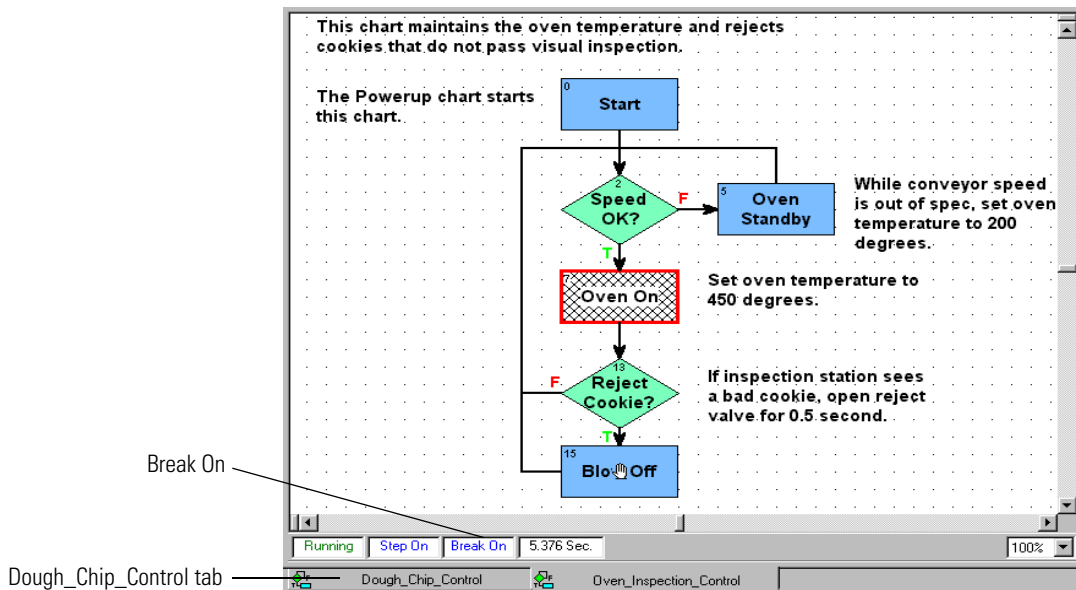 This chart maintains the oven temperature and rejects
cookies that do not pass visual inspection.
The Powerup chart starts
this chart.
0
Start
2
Speed
OK?
F
T
5
Oven
Standby
While conveyor speed
is out of spec, set oven
temperature to 200
degrees.
7
Oven On
Set oven temperature to
450 degrees.
13
Reject
Cookie?
F
T
If inspection station sees
a bad cookie, open reject
valve for 0.5 second.
15
Blow Off
Break On
Running
Step On
Break On
5.376 Sec.
100%
Dough_Chip_Control tab
Dough_Chip_Control
Oven_Inspection_Control